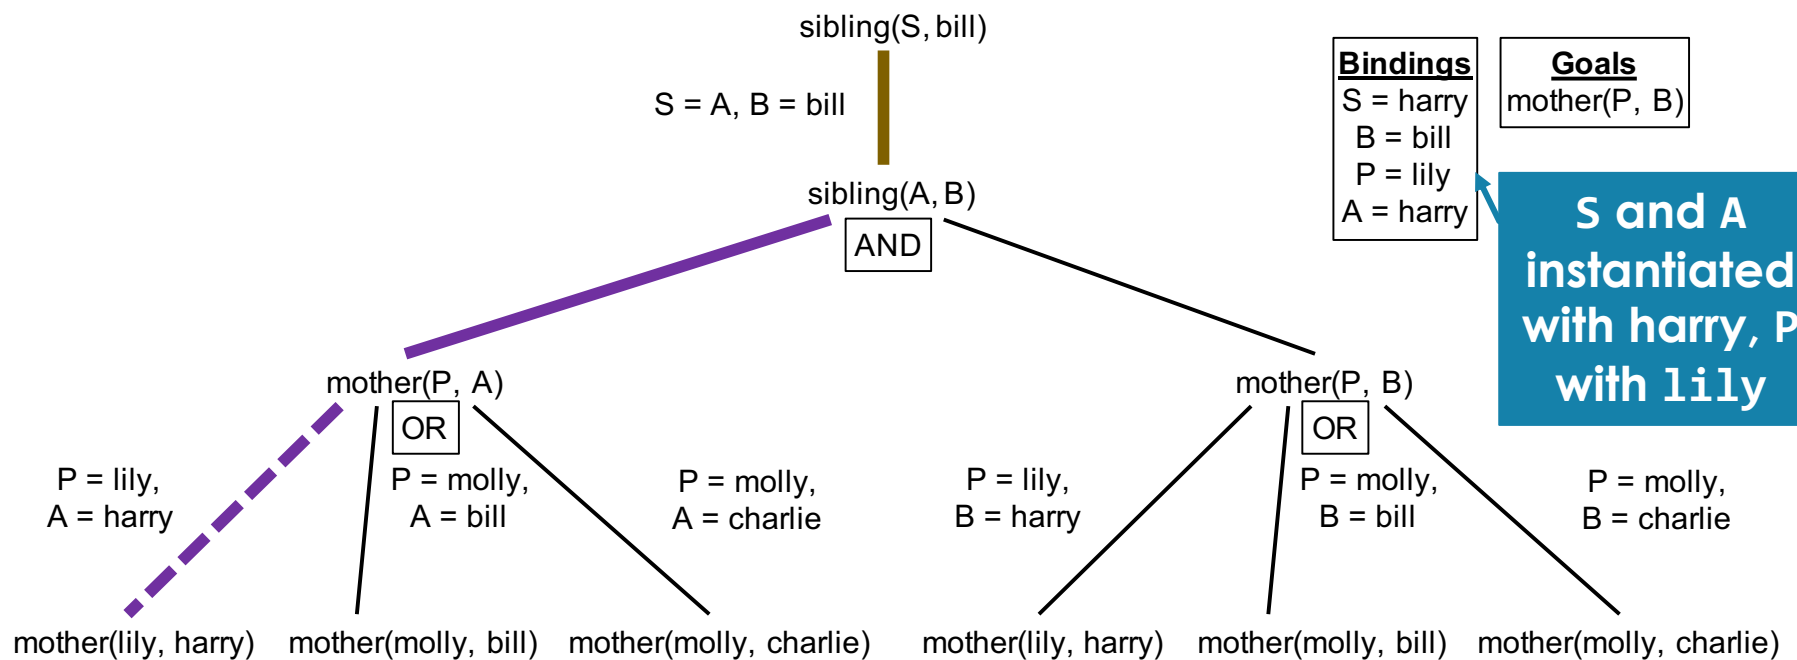 sibling(S, bill)
S = A, B = bill
sibling(A, B)
AND
Bindings
S = harry
B = bill
P = lily
A = harry
Goals
mother(P, B)
S and A
instantiated
with harry, P
with lily
mother(P, A)
OR
mother(P, B)
OR
P = lily,
A = harry
P = molly,
A = bill
P = molly,
A = charlie
P = lily,
B = harry
P = molly,
B = bill
P = molly,
B = charlie
mother(lily, harry)
mother(molly, bill)
mother(molly, charlie)
mother(lily, harry)
mother(molly, bill)
mother(molly, charlie)